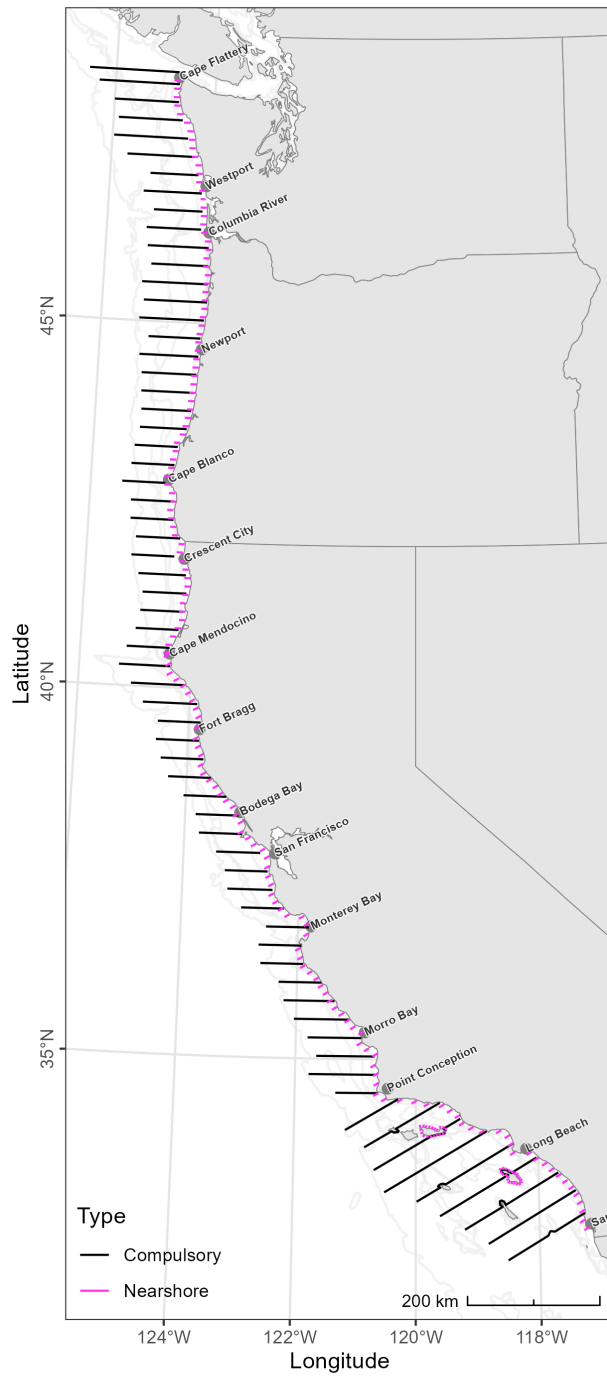 Cape Flattery
Westport
Columbia River
45°N
Newport
Cape Blanco
Crescent City
Latitude
Cape Mendocino
40°N
Fort Bragg
Bodega Bay
San Francisco
Monterey Bay
Morro Bay
35°N
Point Conception
Long Beach
Type
Compulsory
Nearshore
200 km
124°W 122°W 120°W 118°W
Longitude